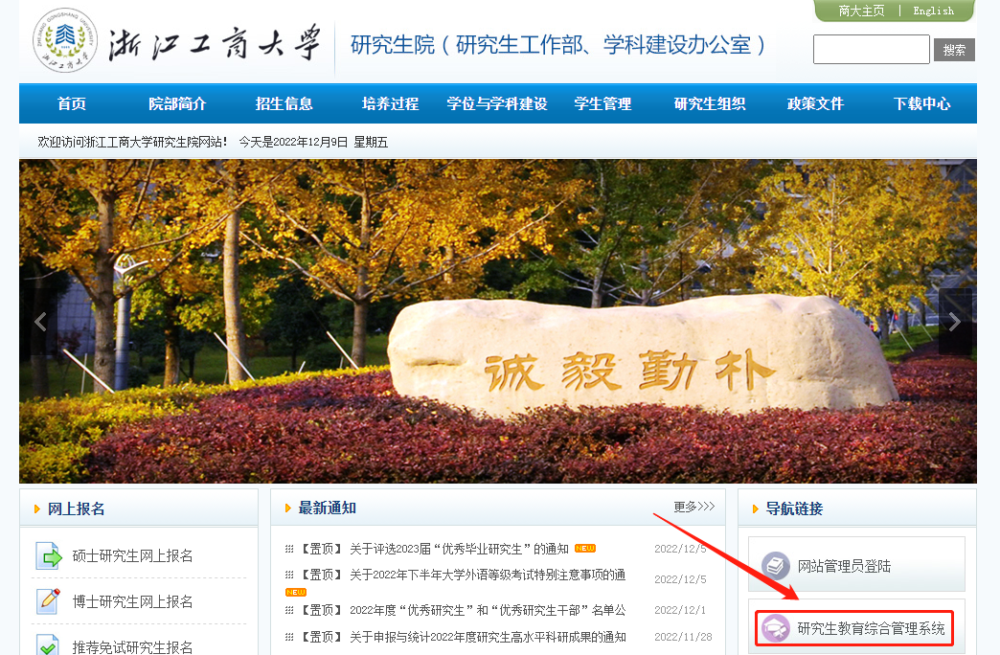 商大主页 | English
浙江工商大学
研究生院（研究生工作部、学科建设办公室）
搜索
首页 院部简介 招生信息 培养过程 学位与学科建设 学生管理 研究生组织 政策文件 下载中心
欢迎访问浙江工商大学研究生院网站！ 今天是2022年12月9日 星期五
诚毅勤朴
网上报名
硕士研究生网上报名
博士研究生网上报名
推荐免试研究生报名
最新通知 更多>>>
【置顶】 关于评选2023届“优秀毕业研究生”的通知 NEW 2022/12/5
【置顶】 关于2022年下半年大学外语等级考试特别注意事项的通 NEW 2022/12/5
【置顶】 2022年度“优秀研究生”和“优秀研究生干部”名单公 2022/12/1
【置顶】 关于申报与统计2022年度研究生高水平科研成果的通知 2022/11/28
导航链接
网站管理员登陆
研究生教育综合管理系统